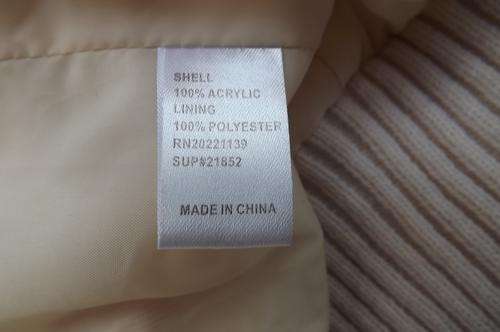 SHELL
100% ACRYLIC
LINING
100% POLYESTER
RN20221139
SUP#21852
MADE IN CHINA